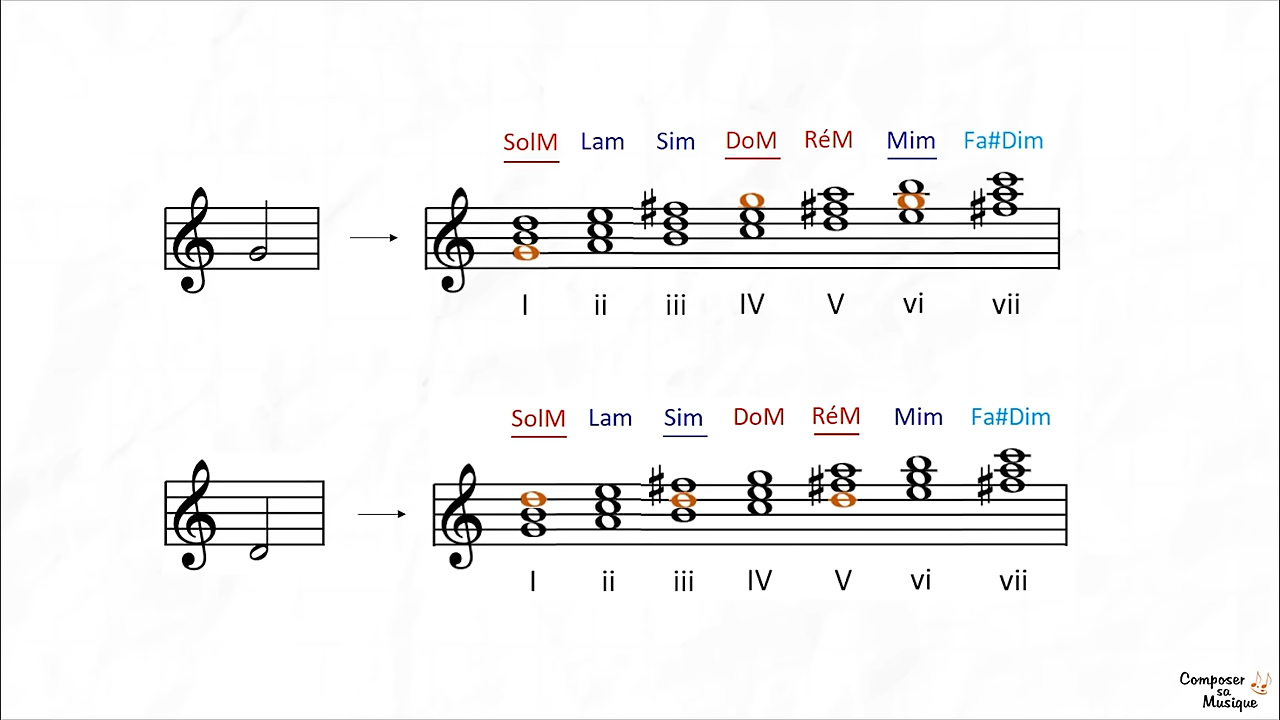 SolM Lam Sim DoM RéM Mim Fa#Dim
I ii iii IV V vi vii
SolM Lam Sim DoM RéM Mim Fa#Dim
I ii iii IV V vi vii
Composer
sa
Musique